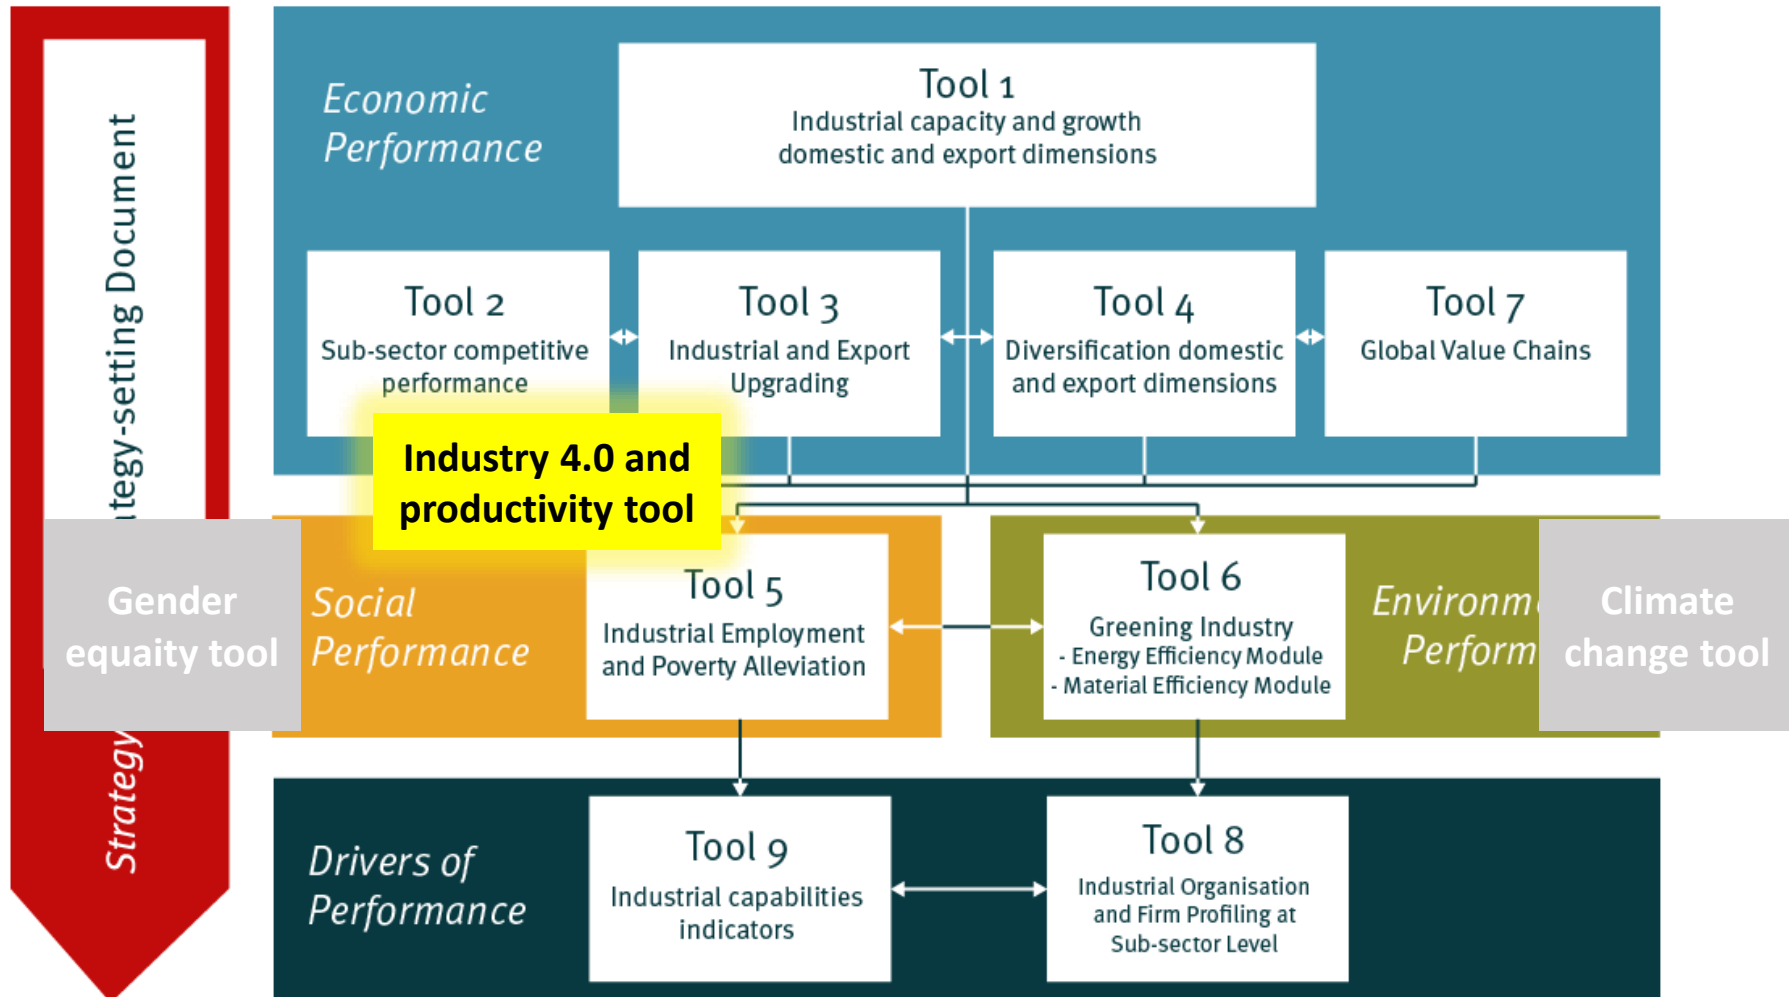 Strategy
ategy-setting Document
Economic
Performance
Tool 1
Industrial capacity and growth
domestic and export dimensions
Tool 2
Sub-sector competitive
performance
Tool 3
Industrial and Export
Upgrading
Tool 4
Diversification domestic
and export dimensions
Tool 7
Global Value Chains
Industry 4.0 and
productivity tool
Gender
equaity tool
Social
Performance
Tool 5
Industrial Employment
and Poverty Alleviation
Tool 6
Greening Industry
- Energy Efficiency Module
- Material Efficiency Module
Environm
Perform
Climate
change tool
Drivers of
Performance
Tool 9
Industrial capabilities
indicators
Tool 8
Industrial Organisation
and Firm Profiling at
Sub-sector Level